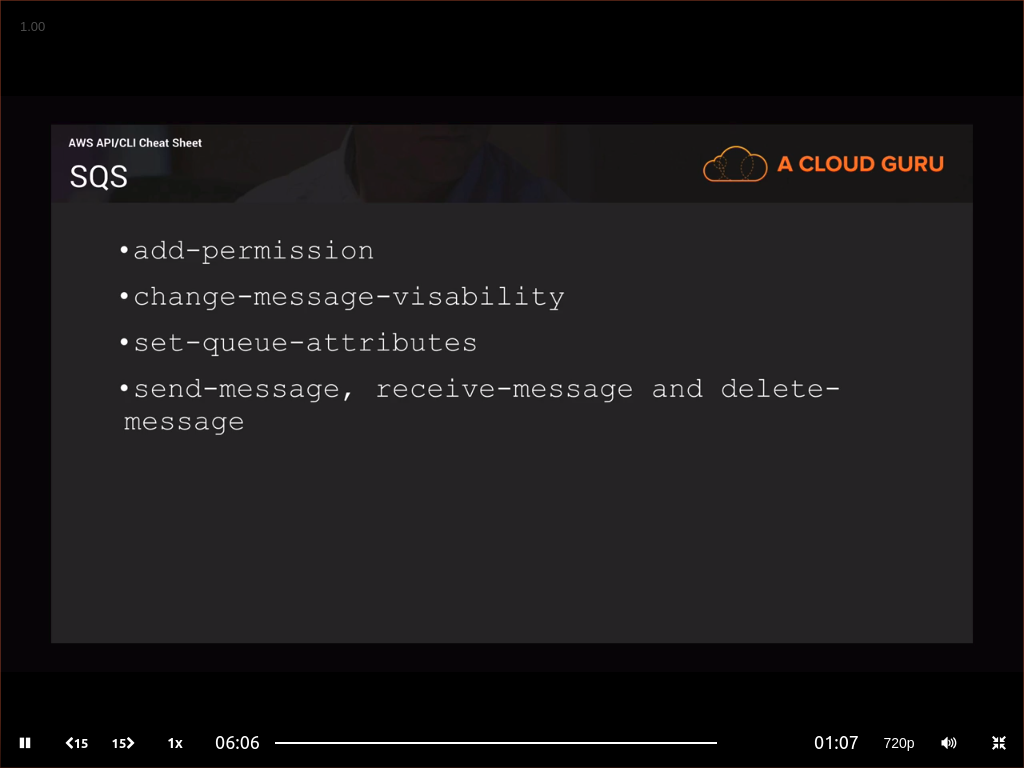 1.00
AWS API/CLI Cheat Sheet
SQS
A CLOUD GURU
•add-permission
•change-message-visability
•set-queue-attributes
•send-message, receive-message and delete-
message
15 15 1x 06:06 01:07 720p